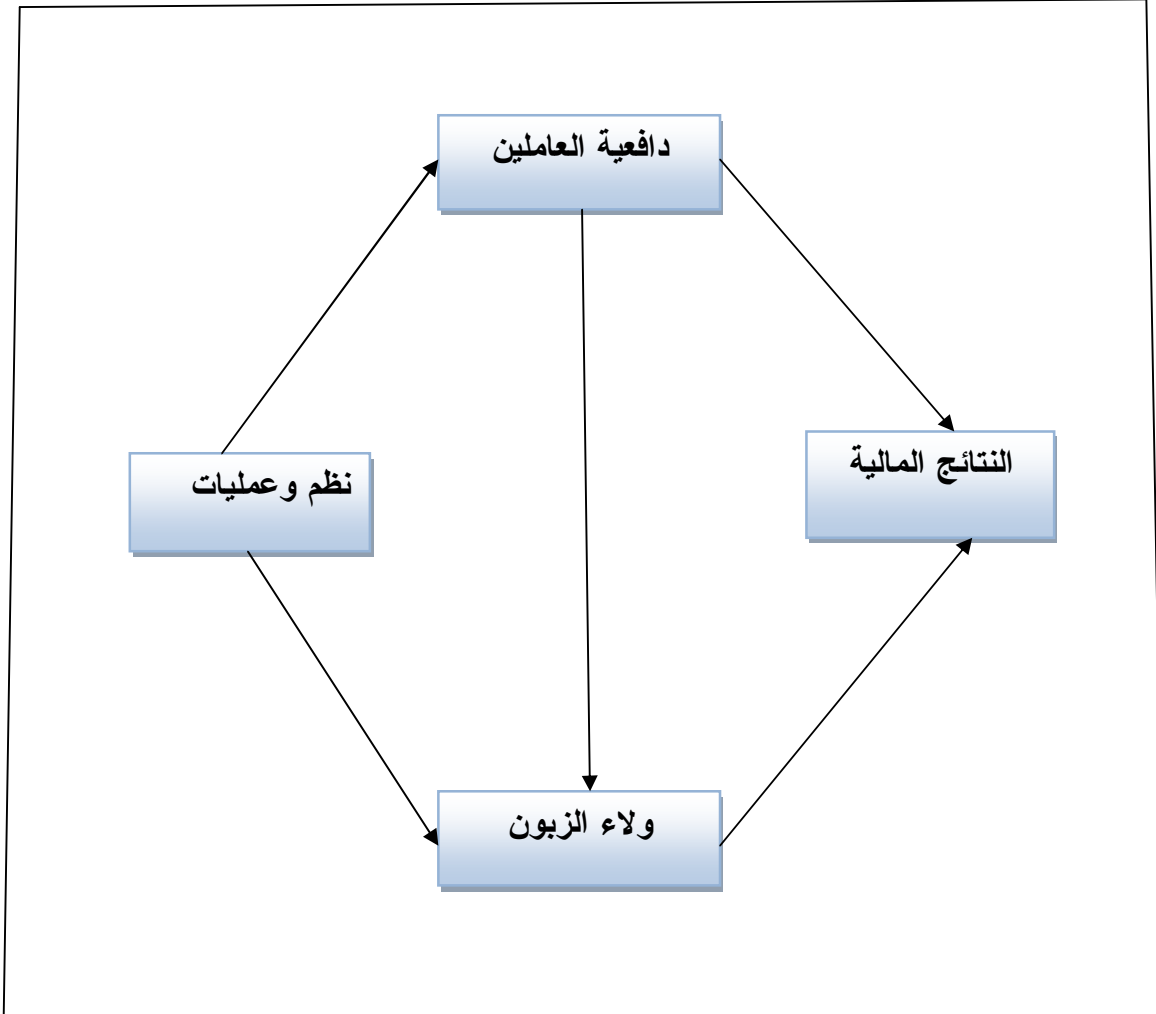 دافعية العاملين
النتائج المالية
نظم وعمليات
ولاء الزبون